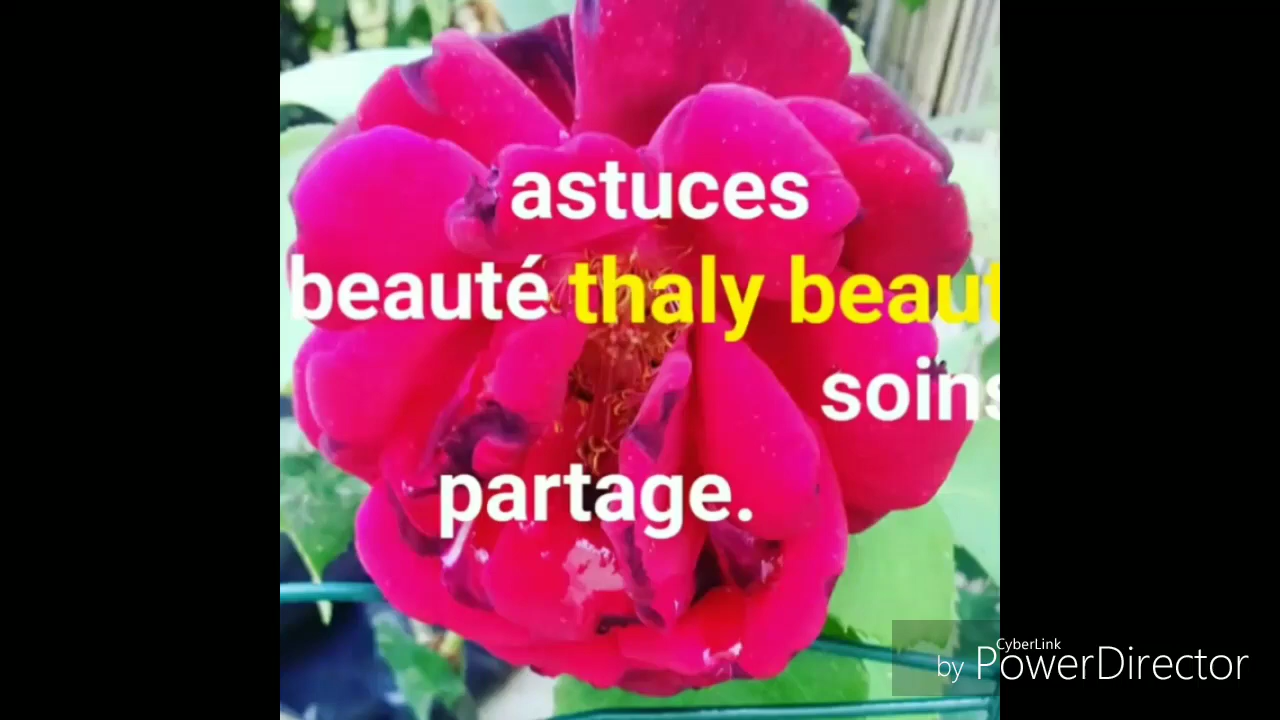 astuces
beauté thaly beaut
soins
partage.
CyberLink
by PowerDirector